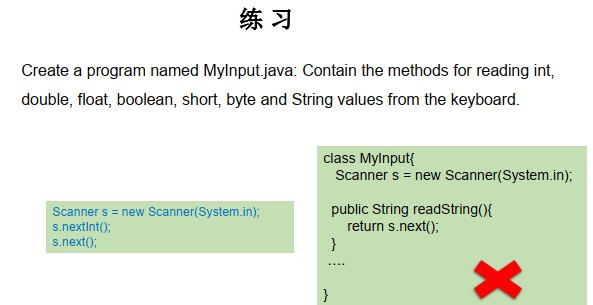 练 习
Create a program named MyInput.java: Contain the methods for reading int,
double, float, boolean, short, byte and String values from the keyboard.
Scanner s = new Scanner(System.in);
s.nextInt();
s.next();
class MyInput{
Scanner s = new Scanner(System.in);
public String readString(){
return s.next();
}
....
}